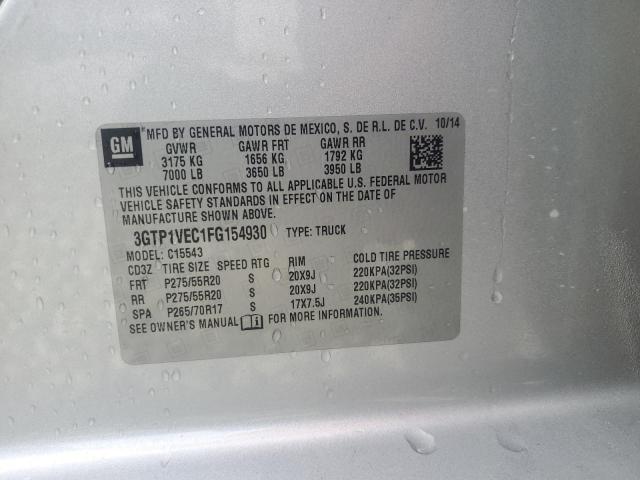 GM
MFD BY GENERAL MOTORS DE MEXICO, S. DE R.L. DE C.V. 10/14
GVWR GAWR FRT GAWR RR
3175 KG 1656 KG 1792 KG
7000 LB 3650 LB 3950 LB
THIS VEHICLE CONFORMS TO ALL APPLICABLE U.S. FEDERAL MOTOR
VEHICLE SAFETY STANDARDS IN EFFECT ON THE DATE OF
MANUFACTURE SHOWN ABOVE.
3GTP1VEC1FG154930 TYPE: TRUCK
MODEL: C15543
CD3Z TIRE SIZE SPEED RTG RIM COLD TIRE PRESSURE
FRT P275/55R20 S 20X9J 220KPA(32PSI)
RR P275/55R20 S 20X9J 220KPA(32PSI)
SPA P265/70R17 S 17X7.5J 240KPA(35PSI)
SEE OWNER'S MANUAL FOR MORE INFORMATION.